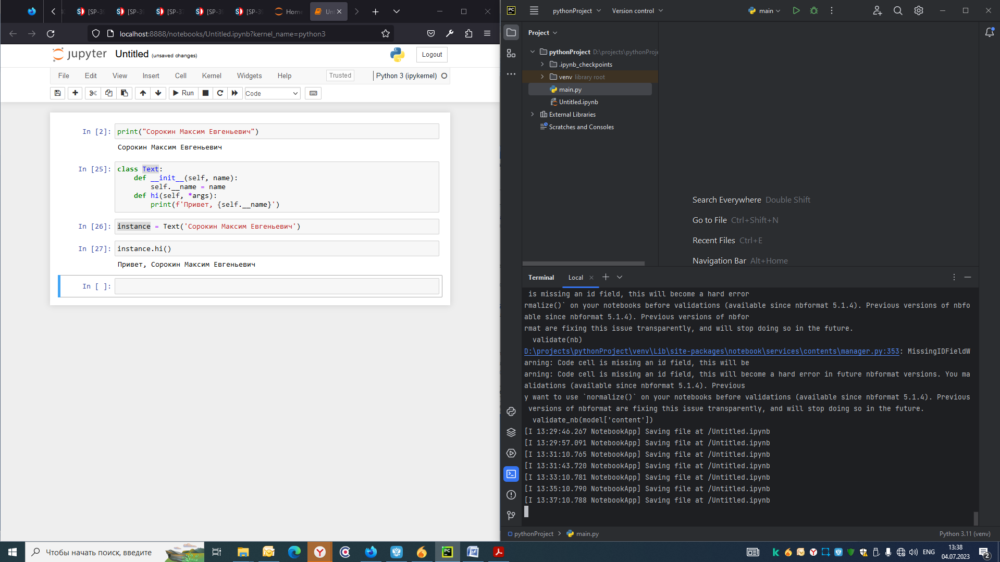 [SP-39
[SP-39
[SP-37
[SP-39
[SP-39
Home
Unt
localhost:8888/notebooks/Untitled.ipynb?kernel_name=python3
jupyter Untitled (unsaved changes)
Logout
File Edit View Insert Cell Kernel Widgets Help
Trusted
Python 3 (ipykernel)
Run
Code
In [2]: print("Сорокин Максим Евгеньевич")
Сорокин Максим Евгеньевич
In [25]: class Text:
def __init__(self, name):
self.__name = name
def hi(self, *args):
print(f'Привет, {self.__name}')
In [26]: instance = Text('Сорокин Максим Евгеньевич')
In [27]: instance.hi()
Привет, Сорокин Максим Евгеньевич
In [ ]:
PC
pythonProject
Version control
main
Project
pythonProject D:\projects\pythonProje
.ipynb_checkpoints
venv library root
main.py
Untitled.ipynb
External Libraries
Scratches and Consoles
Search Everywhere Double Shift
Go to File Ctrl+Shift+N
Recent Files Ctrl+E
Navigation Bar Alt+Home
Terminal
Local
is missing an id field, this will become a hard error
rmalize()` on your notebooks before validations (available since nbformat 5.1.4). Previous versions of nbfo
able since nbformat 5.1.4). Previous versions of nbfor
rmat are fixing this issue transparently, and will stop doing so in the future.
validate(nb)
D:\projects\pythonProject\venv\Lib\site-packages\notebook\services\contents\manager.py:353: MissingIDFieldW
arning: Code cell is missing an id field, this will be
arning: Code cell is missing an id field, this will become a hard error in future nbformat versions. You ma
alidations (available since nbformat 5.1.4). Previous
y want to use `normalize()` on your notebooks before validations (available since nbformat 5.1.4). Previous
versions of nbformat are fixing this issue transparently, and will stop doing so in the future.
validate_nb(model['content'])
[I 13:29:46.267 NotebookApp] Saving file at /Untitled.ipynb
[I 13:29:57.091 NotebookApp] Saving file at /Untitled.ipynb
[I 13:31:10.765 NotebookApp] Saving file at /Untitled.ipynb
[I 13:31:43.720 NotebookApp] Saving file at /Untitled.ipynb
[I 13:33:10.781 NotebookApp] Saving file at /Untitled.ipynb
[I 13:35:10.790 NotebookApp] Saving file at /Untitled.ipynb
[I 13:37:10.788 NotebookApp] Saving file at /Untitled.ipynb
pythonProject
main.py
Python 3.11 (venv)
Чтобы начать поиск, введите
ENG
13:38
04.07.2023
2